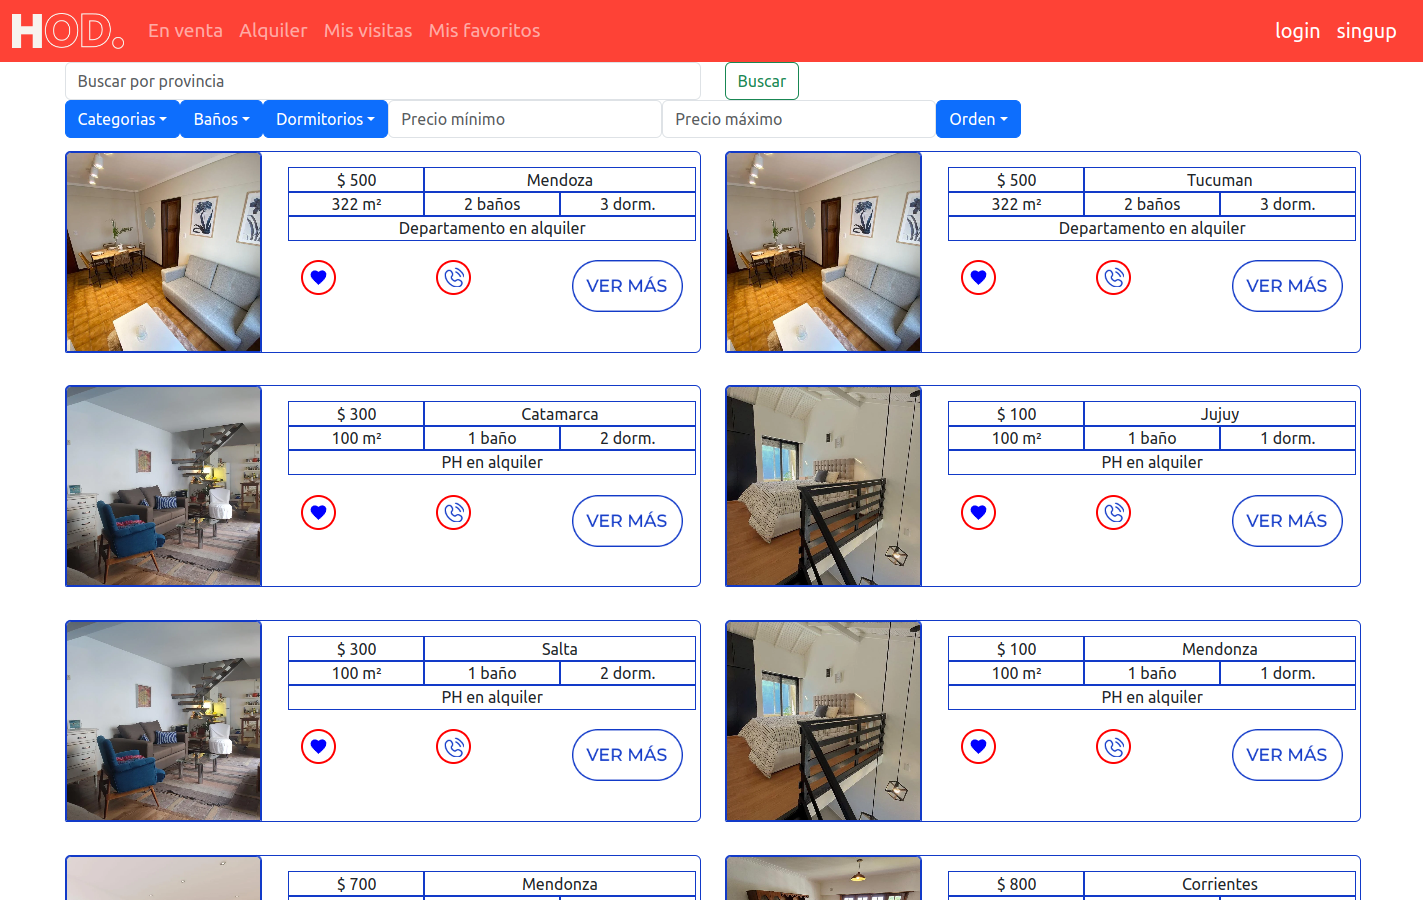 HOD. En venta Alquiler Mis visitas Mis favoritos login singup
Buscar por provincia Buscar
Categorias Baños Dormitorios Precio mínimo Precio máximo Orden
$ 500 Mendoza
322 m² 2 baños 3 dorm.
Departamento en alquiler
VER MÁS
$ 500 Tucuman
322 m² 2 baños 3 dorm.
Departamento en alquiler
VER MÁS
$ 300 Catamarca
100 m² 1 baño 2 dorm.
PH en alquiler
VER MÁS
$ 100 Jujuy
100 m² 1 baño 1 dorm.
PH en alquiler
VER MÁS
$ 300 Salta
100 m² 1 baño 2 dorm.
PH en alquiler
VER MÁS
$ 100 Mendonza
100 m² 1 baño 1 dorm.
PH en alquiler
VER MÁS
$ 700 Mendonza
$ 800 Corrientes